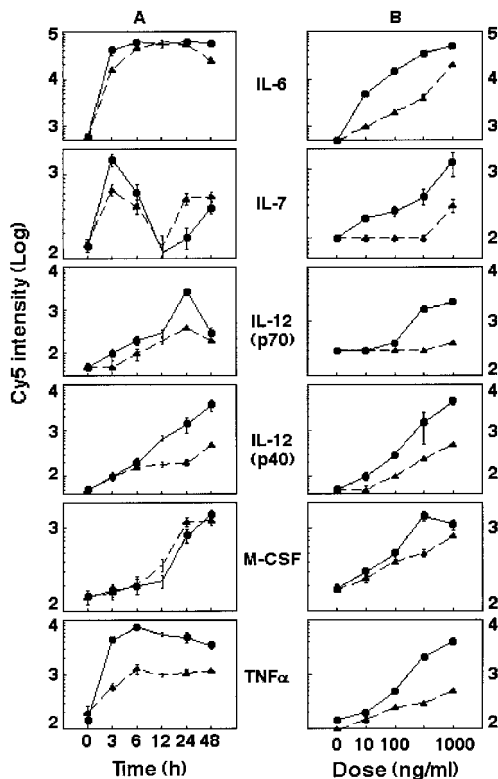 A B
5 5
4 4
3 3
IL-6
3 3
2 2
IL-7
4
3 3
2 2
IL-12
(p70)
4 4
3 3
2 2
IL-12
(p40)
3 3
2 2
M-CSF
4 4
3 3
2 2
TNFα
Cy5 intensity (Log)
0 3 6 12 24 48
0 10 100 1000
Time (h) Dose (ng/ml)